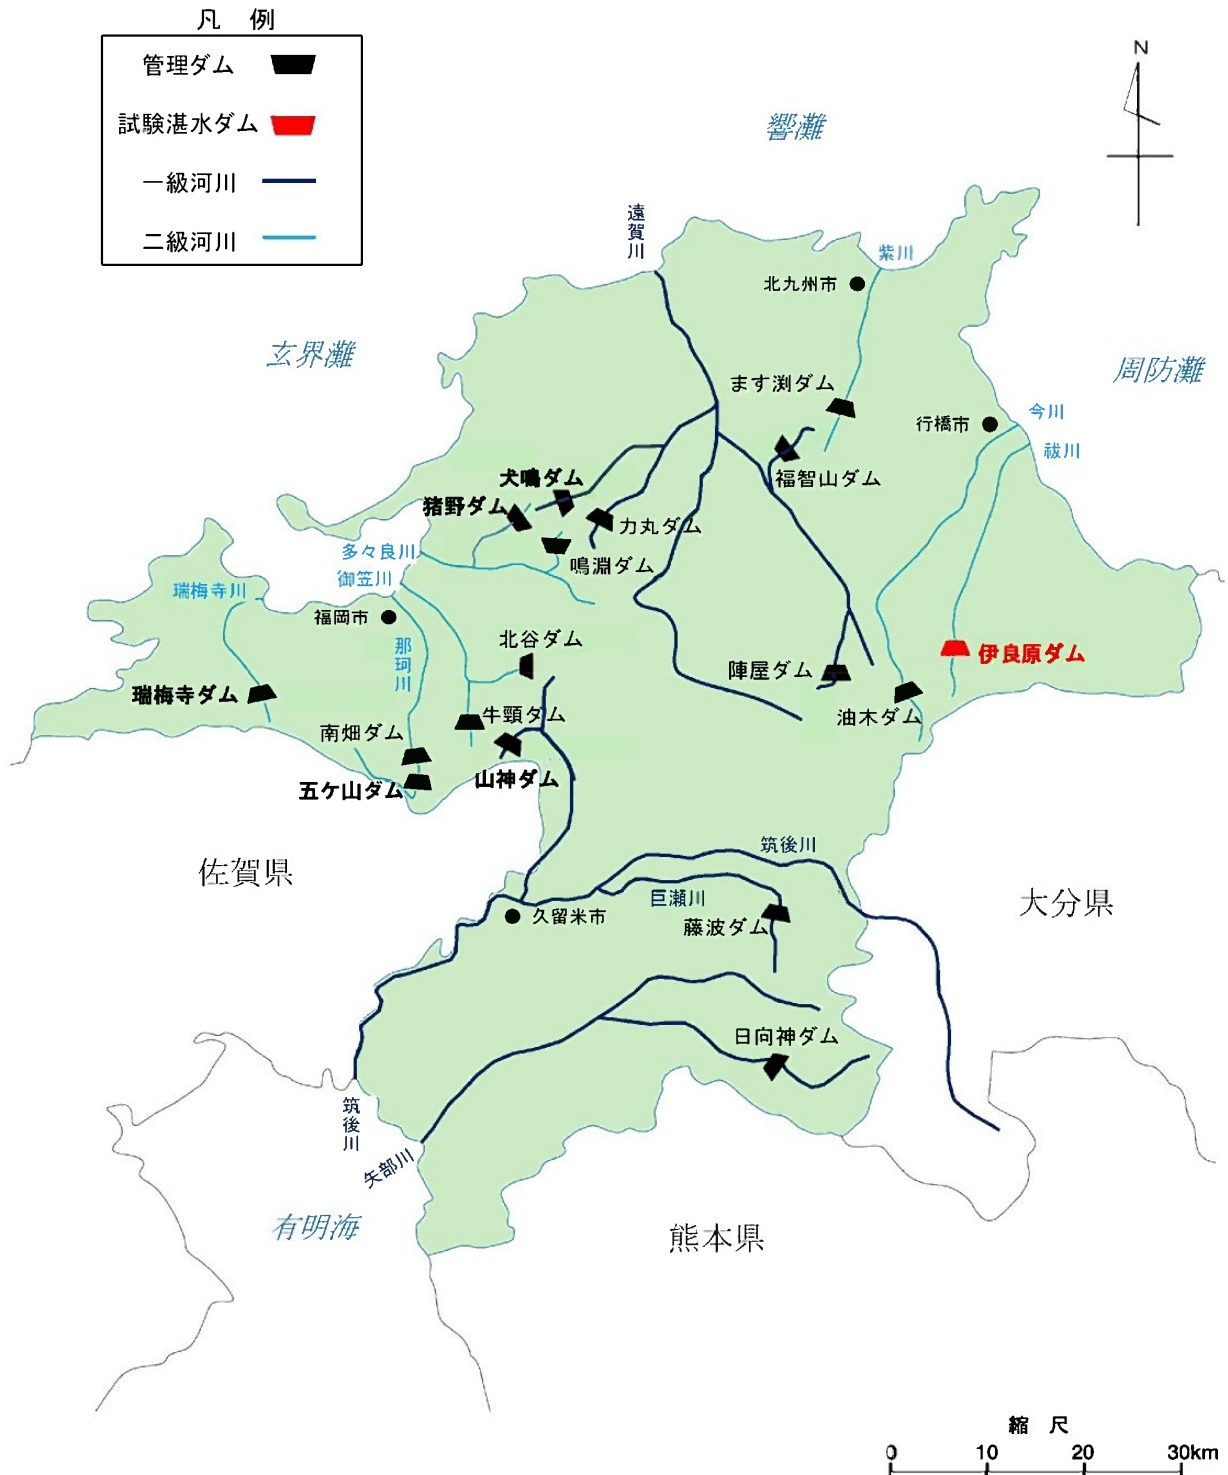 凡 例
管理ダム
試験湛水ダム
一級河川
二級河川
N
響灘
遠賀川
紫川
北九州市
玄界灘
周防灘
ます渕ダム
行橋市
今川
祓川
福智山ダム
犬鳴ダム
猪野ダム
力丸ダム
多々良川
鳴淵ダム
御笠川
瑞梅寺川
福岡市
那珂川
北谷ダム
伊良原ダム
陣屋ダム
瑞梅寺ダム
油木ダム
牛頸ダム
南畑ダム
山神ダム
五ケ山ダム
筑後川
佐賀県
巨瀬川
大分県
久留米市
藤波ダム
日向神ダム
筑後川
矢部川
有明海
熊本県
縮 尺
0 10 20 30km